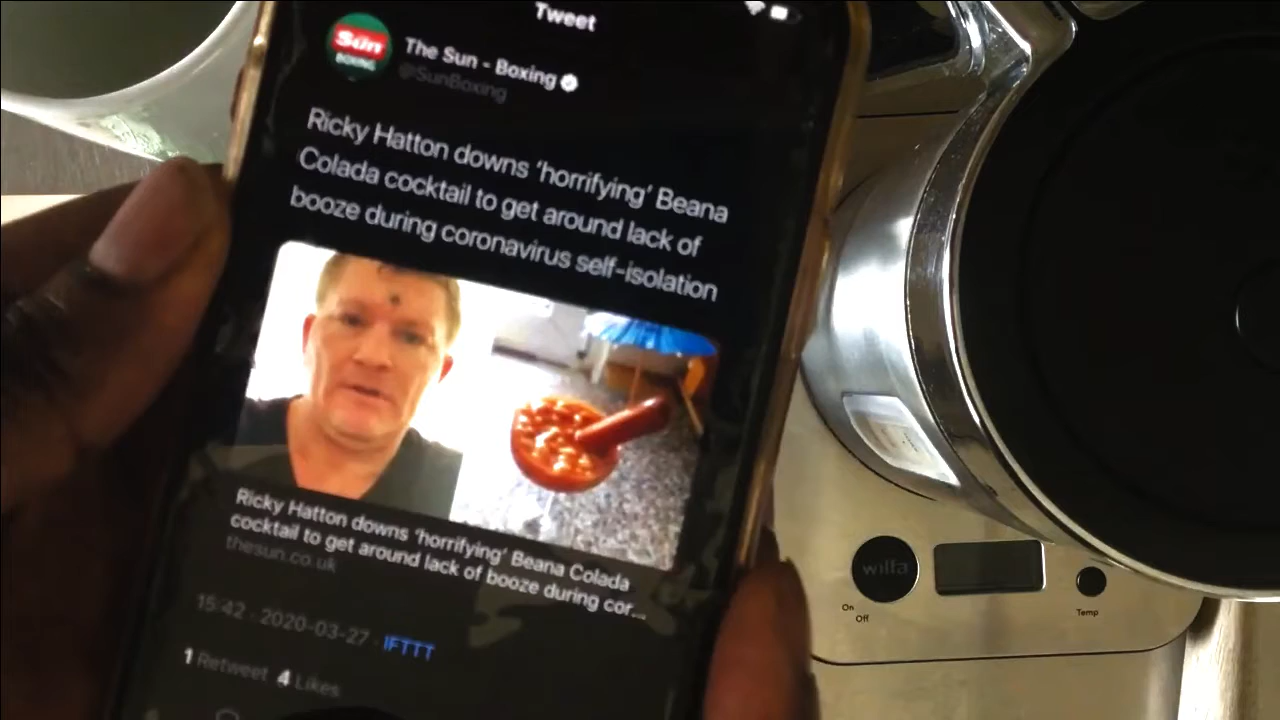 Tweet
Sun
BOXING
The Sun - Boxing
@SunBoxing
Ricky Hatton downs ‘horrifying’ Beana
Colada cocktail to get around lack of
booze during coronavirus self-isolation
Ricky Hatton downs ‘horrifying’ Beana Colada
cocktail to get around lack of booze during cor...
thesun.co.uk
15:42 · 2020-03-27 · IFTTT
1 Retweet 4 Likes
wilfa
On
Off
Temp